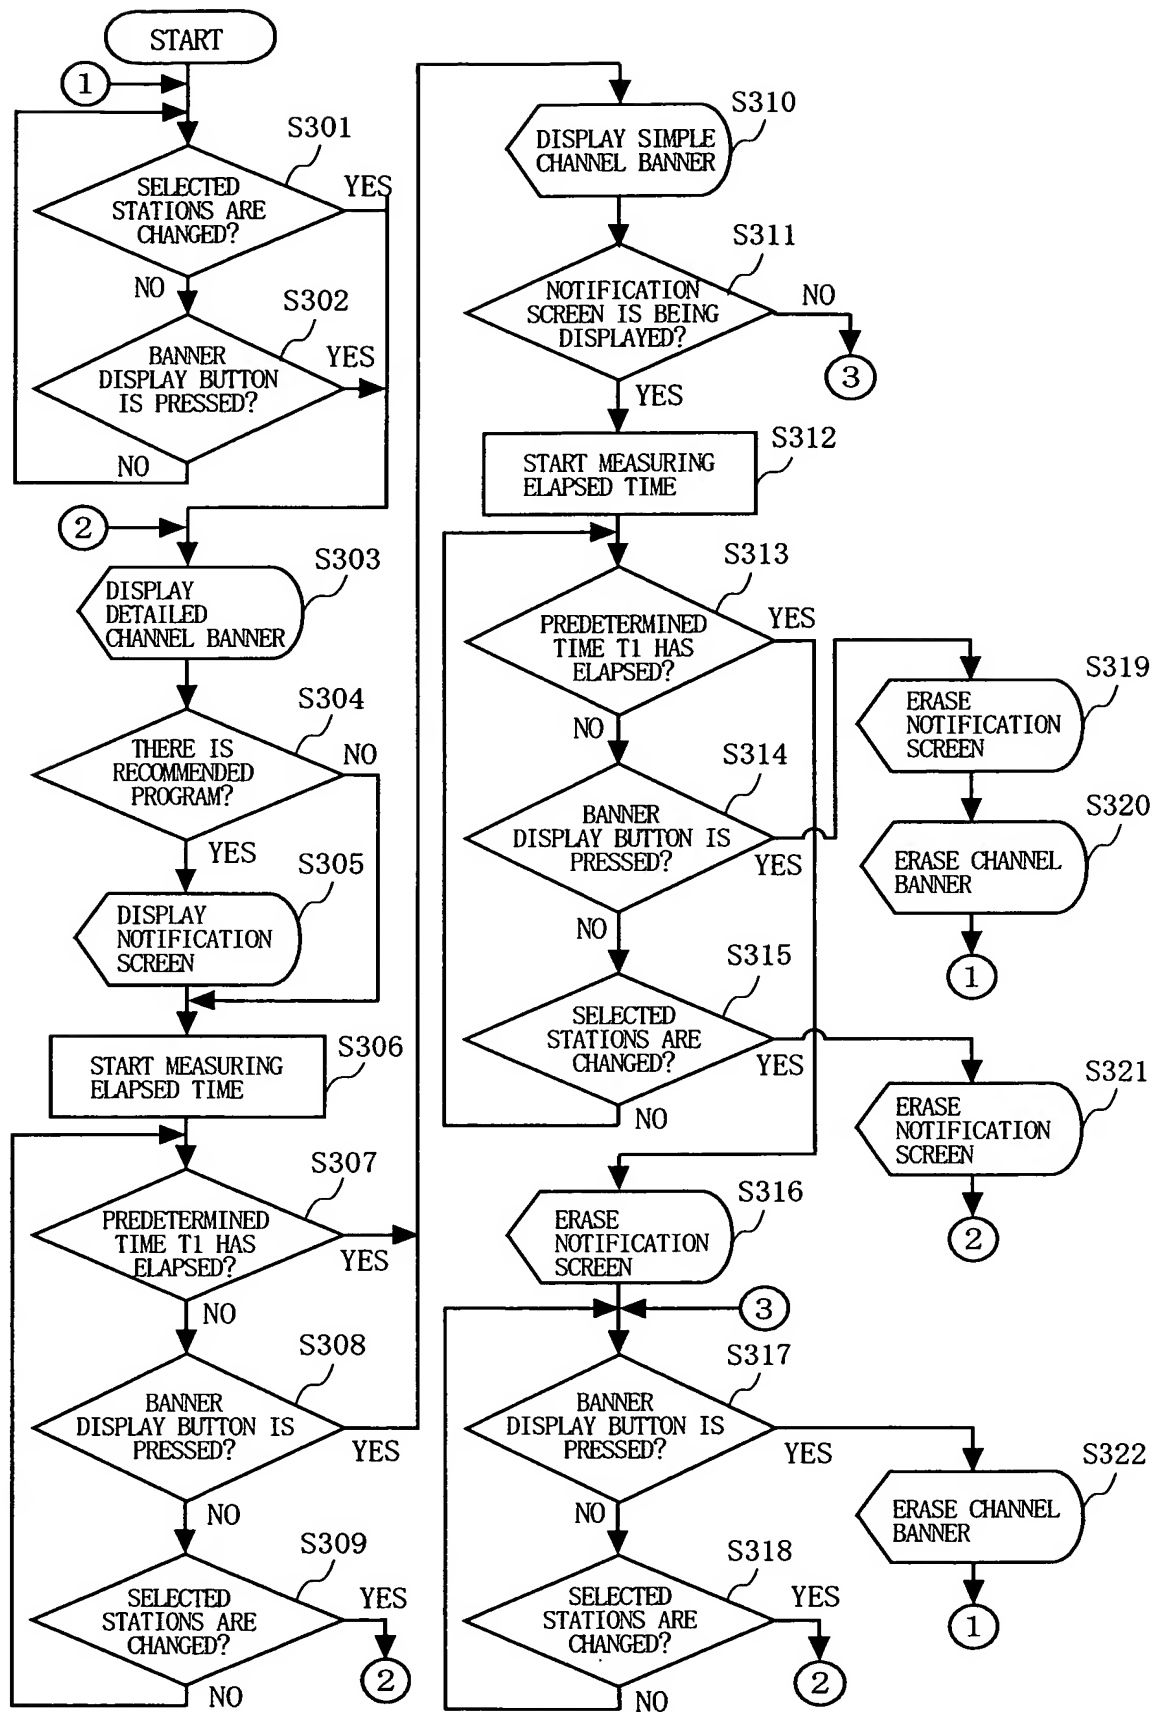 START
1
S301
SELECTED
STATIONS ARE
CHANGED?
YES
NO
S302
BANNER
DISPLAY BUTTON
IS PRESSED?
YES
NO
2
S303
DISPLAY
DETAILED
CHANNEL BANNER
S304
THERE IS
RECOMMENDED
PROGRAM?
NO
YES
S305
DISPLAY
NOTIFICATION
SCREEN
S306
START MEASURING
ELAPSED TIME
S307
PREDETERMINED
TIME T1 HAS
ELAPSED?
YES
NO
S308
BANNER
DISPLAY BUTTON IS
PRESSED?
YES
NO
S309
SELECTED
STATIONS ARE
CHANGED?
YES
2
NO
S310
DISPLAY SIMPLE
CHANNEL BANNER
S311
NOTIFICATION
SCREEN IS BEING
DISPLAYED?
NO
3
YES
S312
START MEASURING
ELAPSED TIME
S313
PREDETERMINED
TIME T1 HAS
ELAPSED?
YES
NO
S314
BANNER
DISPLAY BUTTON IS
PRESSED?
YES
NO
S315
SELECTED
STATIONS ARE
CHANGED?
YES
NO
S316
ERASE
NOTIFICATION
SCREEN
3
S317
BANNER
DISPLAY BUTTON IS
PRESSED?
YES
NO
S318
SELECTED
STATIONS ARE
CHANGED?
YES
2
NO
S319
ERASE
NOTIFICATION
SCREEN
S320
ERASE CHANNEL
BANNER
1
S321
ERASE
NOTIFICATION
SCREEN
2
S322
ERASE CHANNEL
BANNER
1